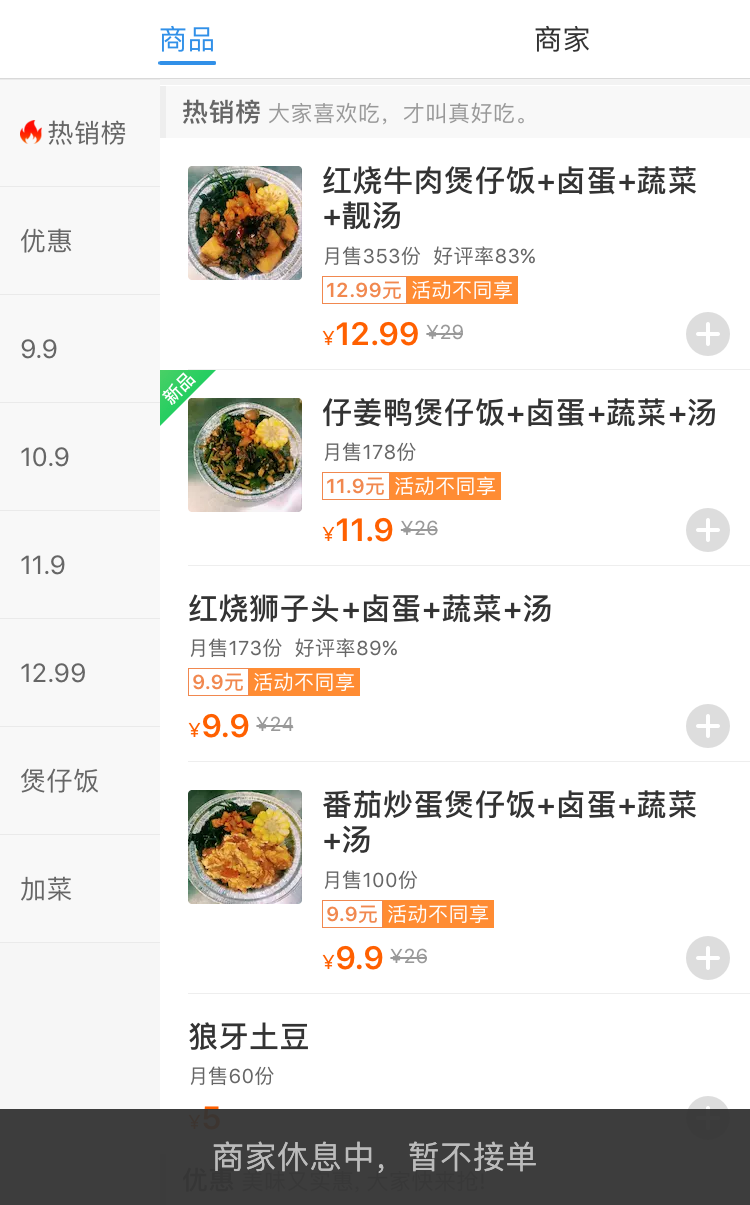 商品
商家
热销榜
优惠
9.9
10.9
11.9
12.99
煲仔饭
加菜
热销榜 大家喜欢吃，才叫真好吃。
红烧牛肉煲仔饭+卤蛋+蔬菜
+靓汤
月售353份 好评率83%
12.99元 活动不同享
¥12.99 ¥29
新品
仔姜鸭煲仔饭+卤蛋+蔬菜+汤
月售178份
11.9元 活动不同享
¥11.9 ¥26
红烧狮子头+卤蛋+蔬菜+汤
月售173份 好评率89%
9.9元 活动不同享
¥9.9 ¥24
番茄炒蛋煲仔饭+卤蛋+蔬菜
+汤
月售100份
9.9元 活动不同享
¥9.9 ¥26
狼牙土豆
月售60份
¥5
商家休息中，暂不接单
优惠